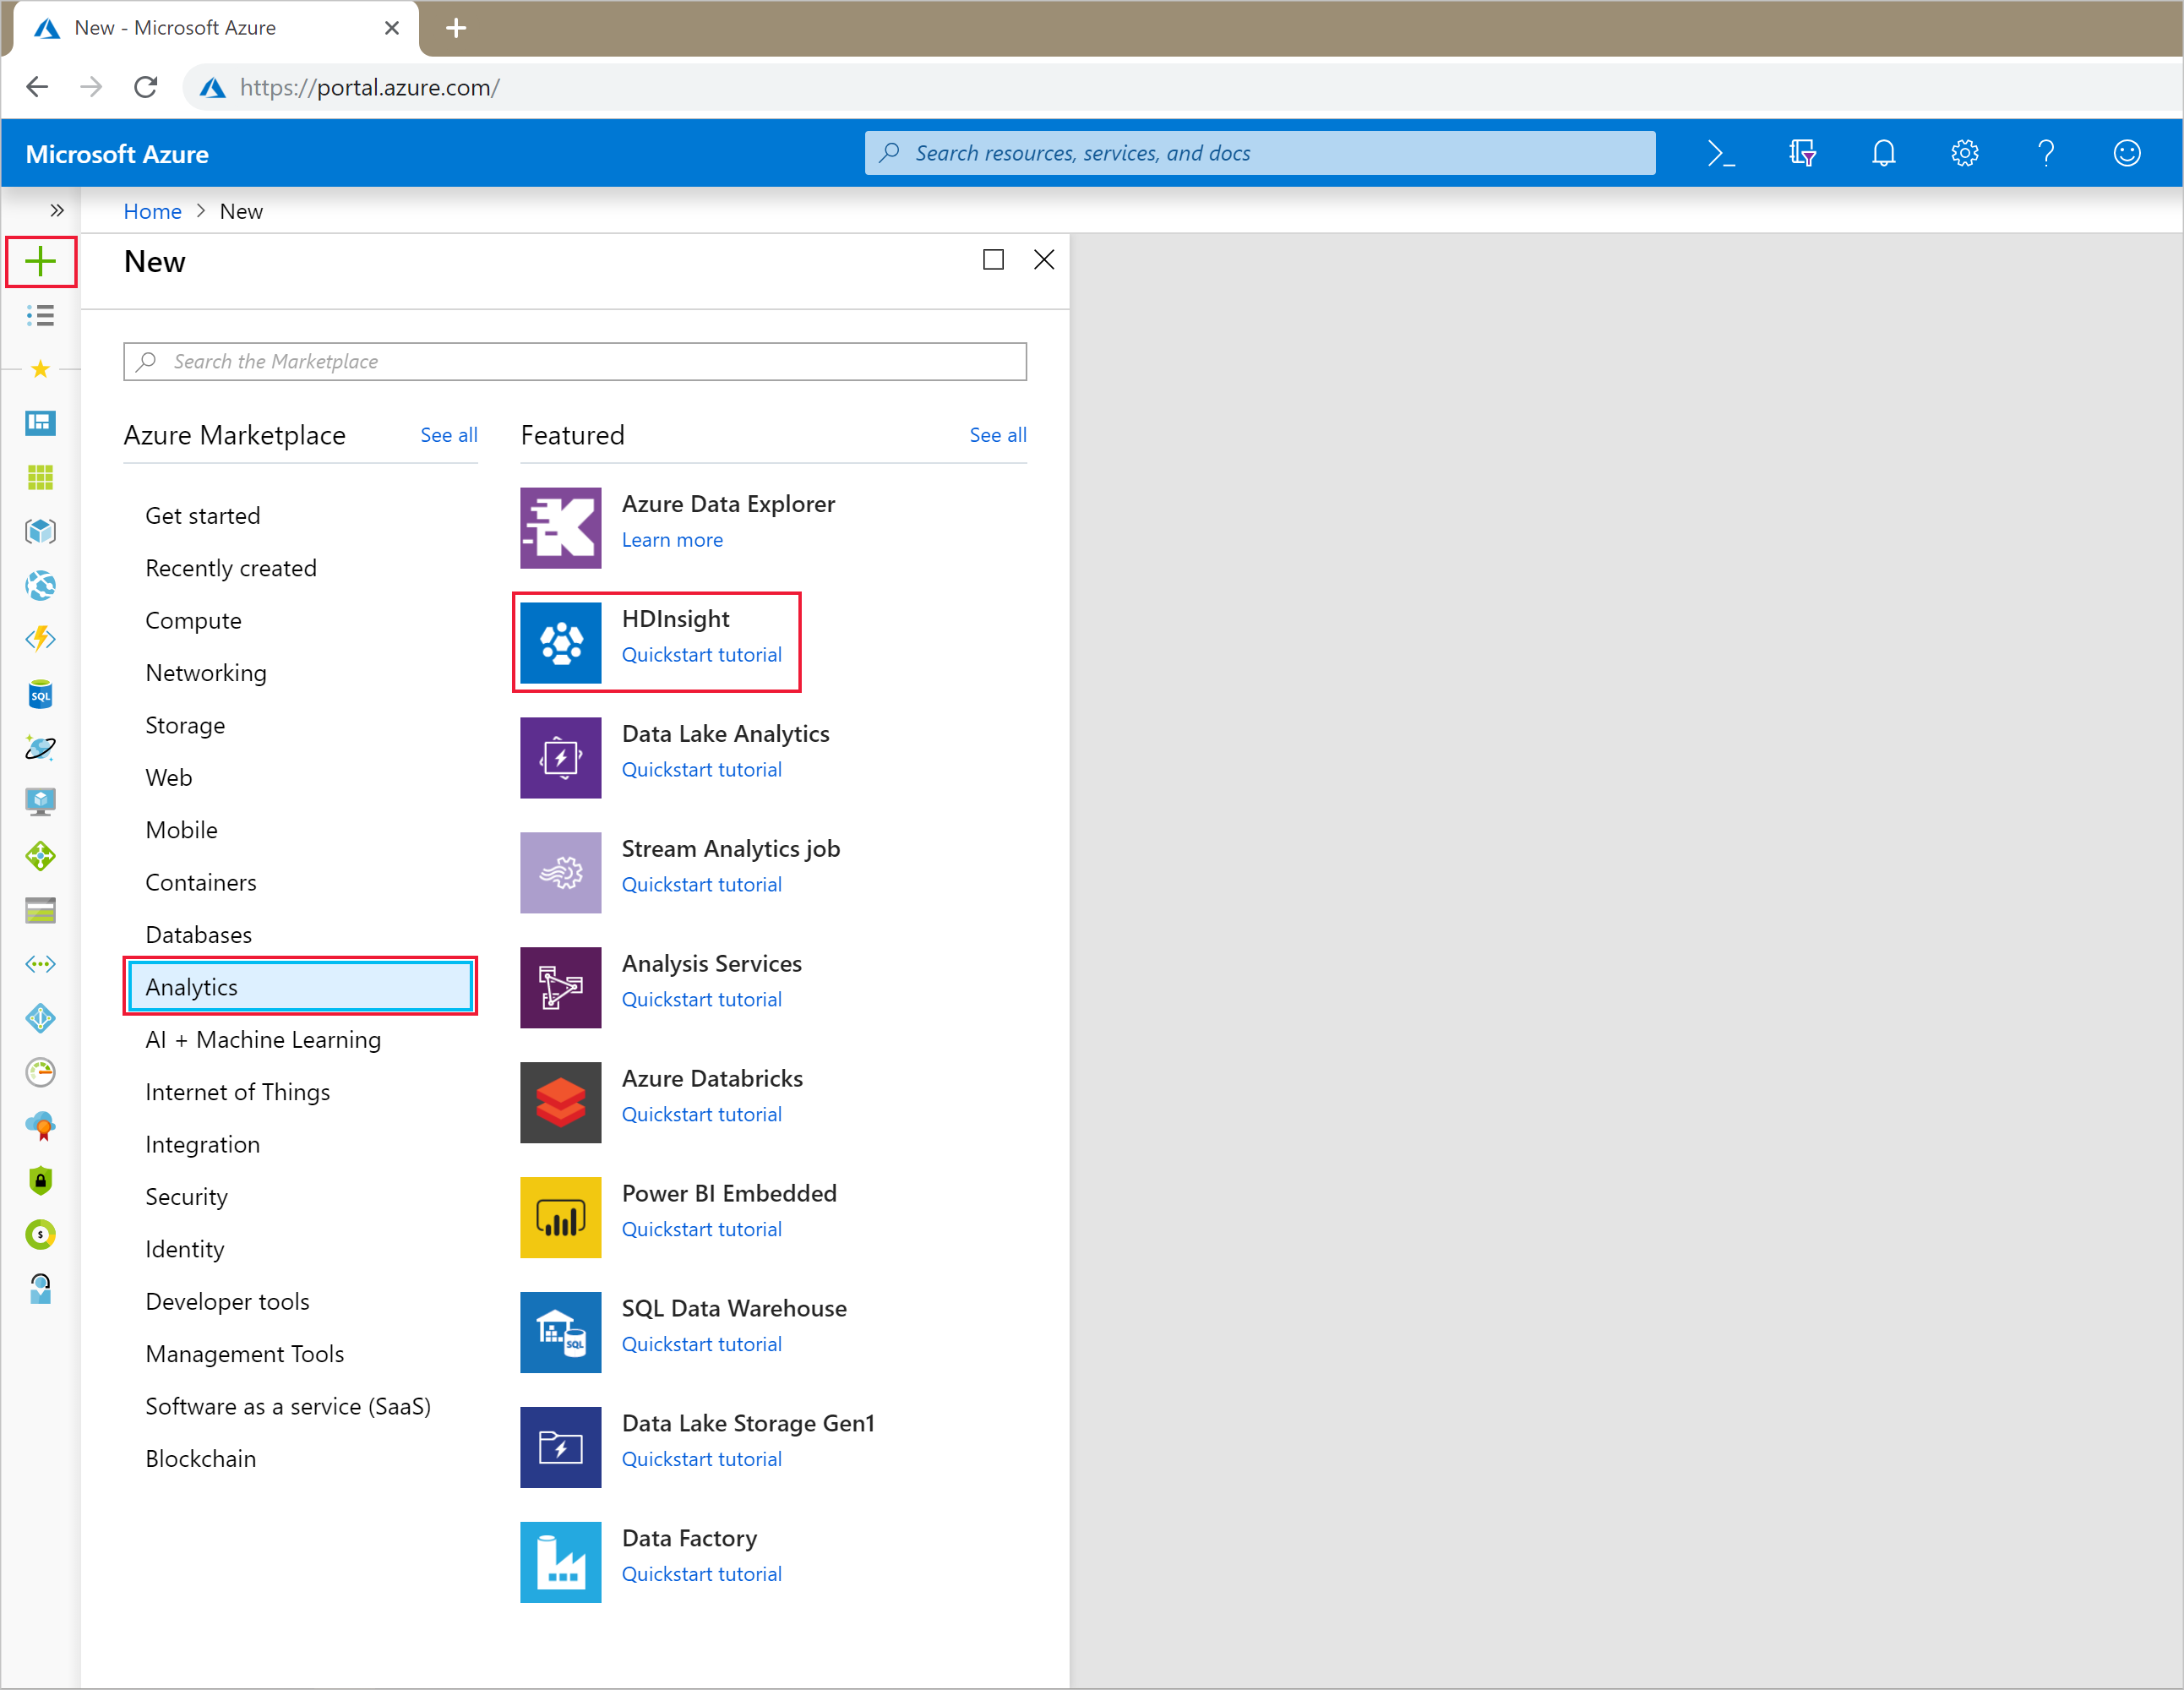 New - Microsoft Azure
https://portal.azure.com/
Microsoft Azure
Search resources, services, and docs
Home > New
New
Search the Marketplace
Azure Marketplace
See all
Get started
Recently created
Compute
Networking
Storage
Web
Mobile
Containers
Databases
Analytics
AI + Machine Learning
Internet of Things
Integration
Security
Identity
Developer tools
Management Tools
Software as a service (SaaS)
Blockchain
Featured
See all
Azure Data Explorer
Learn more
HDInsight
Quickstart tutorial
Data Lake Analytics
Quickstart tutorial
Stream Analytics job
Quickstart tutorial
Analysis Services
Quickstart tutorial
Azure Databricks
Quickstart tutorial
Power BI Embedded
Quickstart tutorial
SQL Data Warehouse
Quickstart tutorial
SQL
Data Lake Storage Gen1
Quickstart tutorial
Data Factory
Quickstart tutorial
SQL